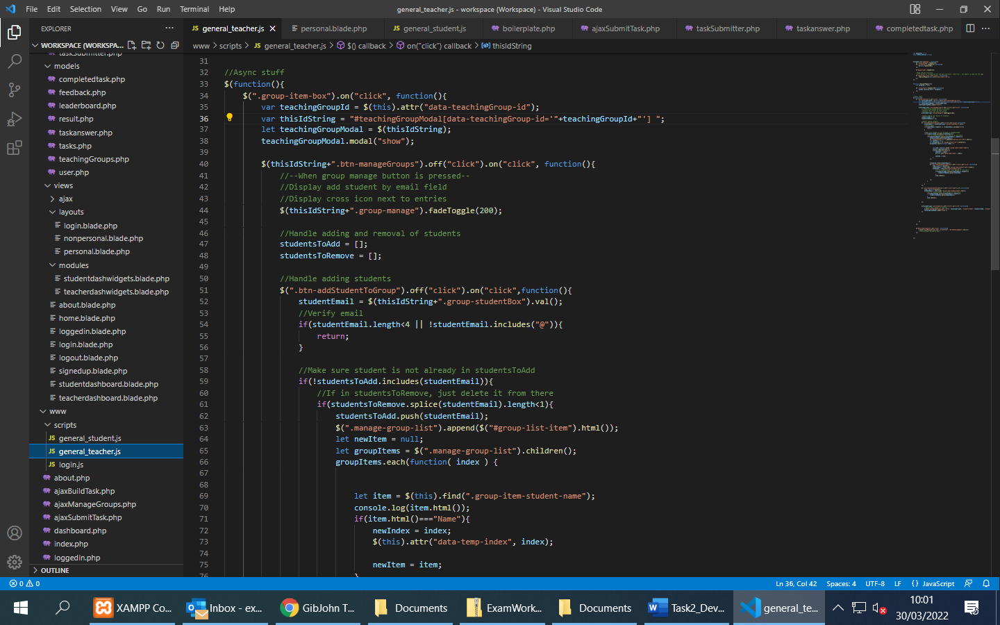 File Edit Selection View Go Run Terminal Help general_teacher.js - workspace (Workspace) - Visual Studio Code
EXPLORER ···
JS general_teacher.js
personal.blade.php
JS general_student.js
boilerplate.php
ajaxSubmitTask.php
taskSubmitter.php
taskanswer.php
completedtask.php
WORKSPACE (WORKSPA...
www > scripts > JS general_teacher.js > $() callback > on("click") callback > thisIdString
taskSubmitter.php
models
completedtask.php
feedback.php
leaderboard.php
result.php
taskanswer.php
tasks.php
teachingGroups.php
user.php
views
ajax
layouts
login.blade.php
nonpersonal.blade.php
personal.blade.php
modules
studentdashwidgets.blade.php
teacherdashwidgets.blade.php
about.blade.php
home.blade.php
loggedin.blade.php
login.blade.php
logout.blade.php
signedup.blade.php
studentdashboard.blade.php
teacherdashboard.blade.php
www
scripts
JS general_student.js
JS general_teacher.js
JS login.js
about.php
ajaxBuildTask.php
ajaxManageGroups.php
ajaxSubmitTask.php
dashboard.php
index.php
loggedin.php
OUTLINE
31
32 //Async stuff
33 $(function(){
34 $(".group-item-box").on("click", function(){
35 var teachingGroupId = $(this).attr("data-teachingGroup-id");
36 var thisIdString = "#teachingGroupModal[data-teachingGroup-id='"+teachingGroupId+"'] ";
37 let teachingGroupModal = $(thisIdString);
38 teachingGroupModal.modal("show");
39
40 $(thisIdString+".btn-manageGroups").off("click").on("click", function(){
41 //--When group manage button is pressed--
42 //Display add student by email field
43 //Display cross icon next to entries
44 $(thisIdString+".group-manage").fadeToggle(200);
45
46 //Handle adding and removal of students
47 studentsToAdd = [];
48 studentsToRemove = [];
49
50 //Handle adding students
51 $(".btn-addStudentToGroup").off("click").on("click",function(){
52 studentEmail = $(thisIdString+".group-studentBox").val();
53 //Verify email
54 if(studentEmail.length<4 || !studentEmail.includes("@")){
55 return;
56 }
57
58 //Make sure student is not already in studentsToAdd
59 if(!studentsToAdd.includes(studentEmail)){
60 //If in studentsToRemove, just delete it from there
61 if(studentsToRemove.splice(studentEmail).length<1){
62 studentsToAdd.push(studentEmail);
63 $(".manage-group-list").append($("#group-list-item").html());
64 let newItem = null;
65 let groupItems = $(".manage-group-list").children();
66 groupItems.each(function( index ) {
67
68
69 let item = $(this).find(".group-item-student-name");
70 console.log(item.html());
71 if(item.html()==="Name"){
72 newIndex = index;
73 $(this).attr("data-temp-index", index);
74
75 newItem = item;
76 }
0 0 Ln 36, Col 42 Spaces: 4 UTF-8 LF JavaScript
XAMPP Co... Inbox - ex... GibJohn T... Documents ExamWork... Documents Task2_Dev... general_te...
10:01
30/03/2022